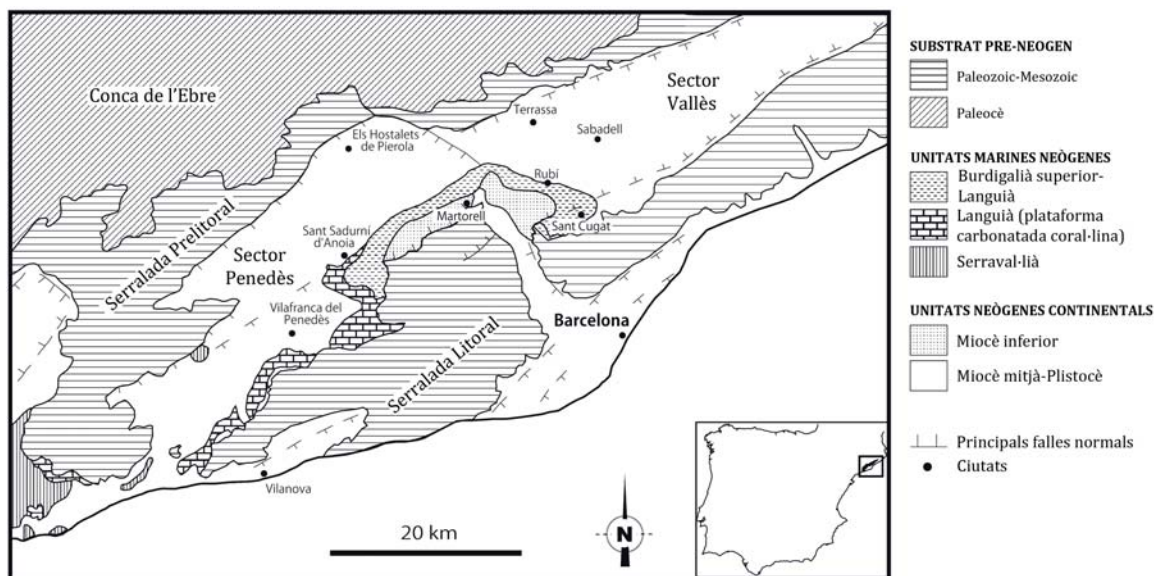 Conca de l'Ebre
Serralada Prelitoral
Sector
Vallès
Terrassa
Sabadell
Els Hostalets
de Pierola
Rubí
Martorell
Sant Cugat
Sant Sadurní
d'Anoia
Sector
Penedès
Vilafranca del
Penedès
Barcelona
Serralada Litoral
Vilanova
20 km
N
SUBSTRAT PRE-NEOGEN
Paleozoic-Mesozoic
Paleocè
UNITATS MARINES NEÒGENES
Burdigalià superior-
Languià
Languià (plataforma
carbonatada coral·lina)
Serraval·lià
UNITATS NEÒGENES CONTINENTALS
Miocè inferior
Miocè mitjà-Plistocè
Principals falles normals
Ciutats